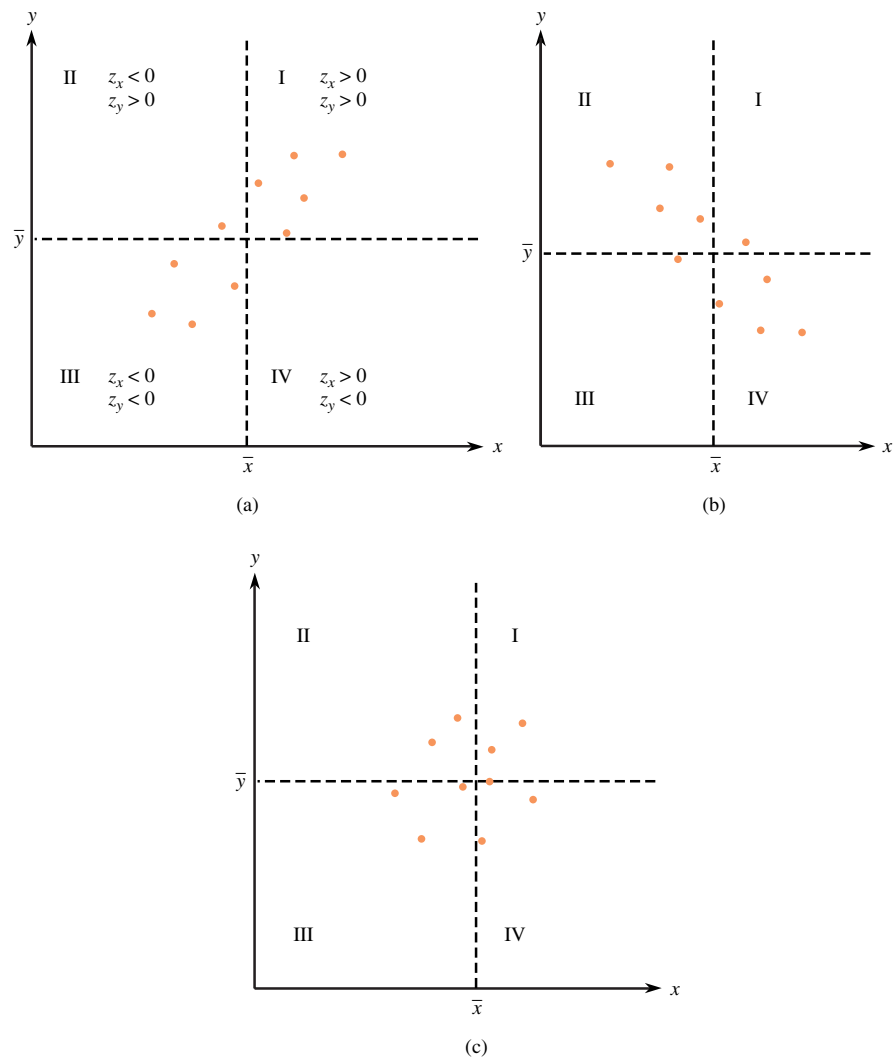 y
y
II z_x < 0 I z_x > 0
z_y > 0 z_y > 0
II I
y̅
y̅
III z_x < 0 IV z_x > 0
z_y < 0 z_y < 0
III IV
x
x
x̅
x̅
(a)
(b)
y
II I
y̅
III IV
x
x̅
(c)